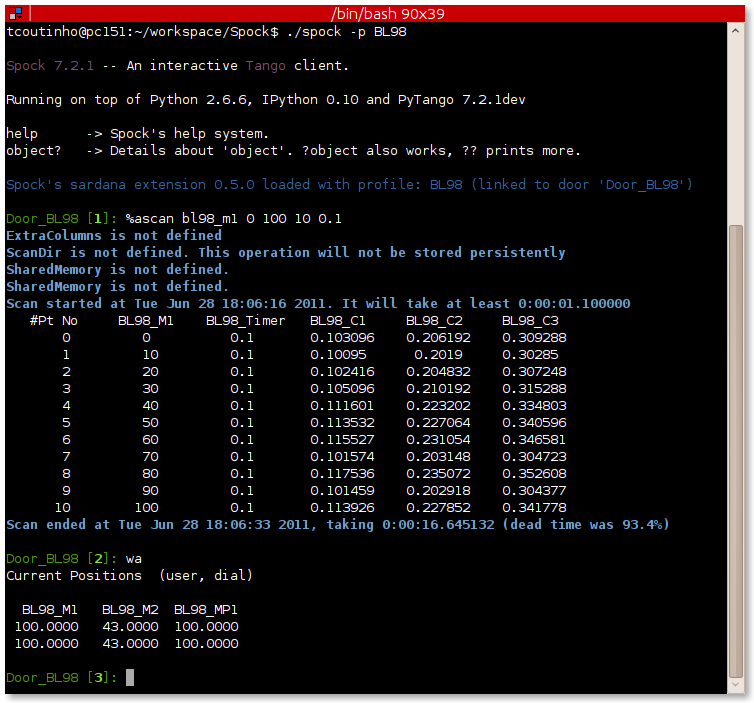 /bin/bash 90x39
tcoutinho@pc151:~/workspace/Spock$ ./spock -p BL98
Spock 7.2.1 -- An interactive Tango client.
Running on top of Python 2.6.6, IPython 0.10 and PyTango 7.2.1dev
help      -> Spock's help system.
object?   -> Details about 'object'. ?object also works, ?? prints more.
Spock's sardana extension 0.5.0 loaded with profile: BL98 (linked to door 'Door_BL98')
Door_BL98 [1]: %ascan bl98_m1 0 100 10 0.1
ExtraColumns is not defined
ScanDir is not defined. This operation will not be stored persistently
SharedMemory is not defined.
SharedMemory is not defined.
Scan started at Tue Jun 28 18:06:16 2011. It will take at least 0:00:01.100000
#Pt No     BL98_M1    BL98_Timer   BL98_C1     BL98_C2     BL98_C3
0         0          0.1       0.103096    0.206192    0.309288
1         10         0.1       0.10095     0.2019      0.30285
2         20         0.1       0.102416    0.204832    0.307248
3         30         0.1       0.105096    0.210192    0.315288
4         40         0.1       0.111601    0.223202    0.334803
5         50         0.1       0.113532    0.227064    0.340596
6         60         0.1       0.115527    0.231054    0.346581
7         70         0.1       0.101574    0.203148    0.304723
8         80         0.1       0.117536    0.235072    0.352608
9         90         0.1       0.101459    0.202918    0.304377
10        100        0.1       0.113926    0.227852    0.341778
Scan ended at Tue Jun 28 18:06:33 2011, taking 0:00:16.645132 (dead time was 93.4%)
Door_BL98 [2]: wa
Current Positions  (user, dial)
BL98_M1   BL98_M2  BL98_MP1
100.0000   43.0000  100.0000
100.0000   43.0000  100.0000
Door_BL98 [3]: